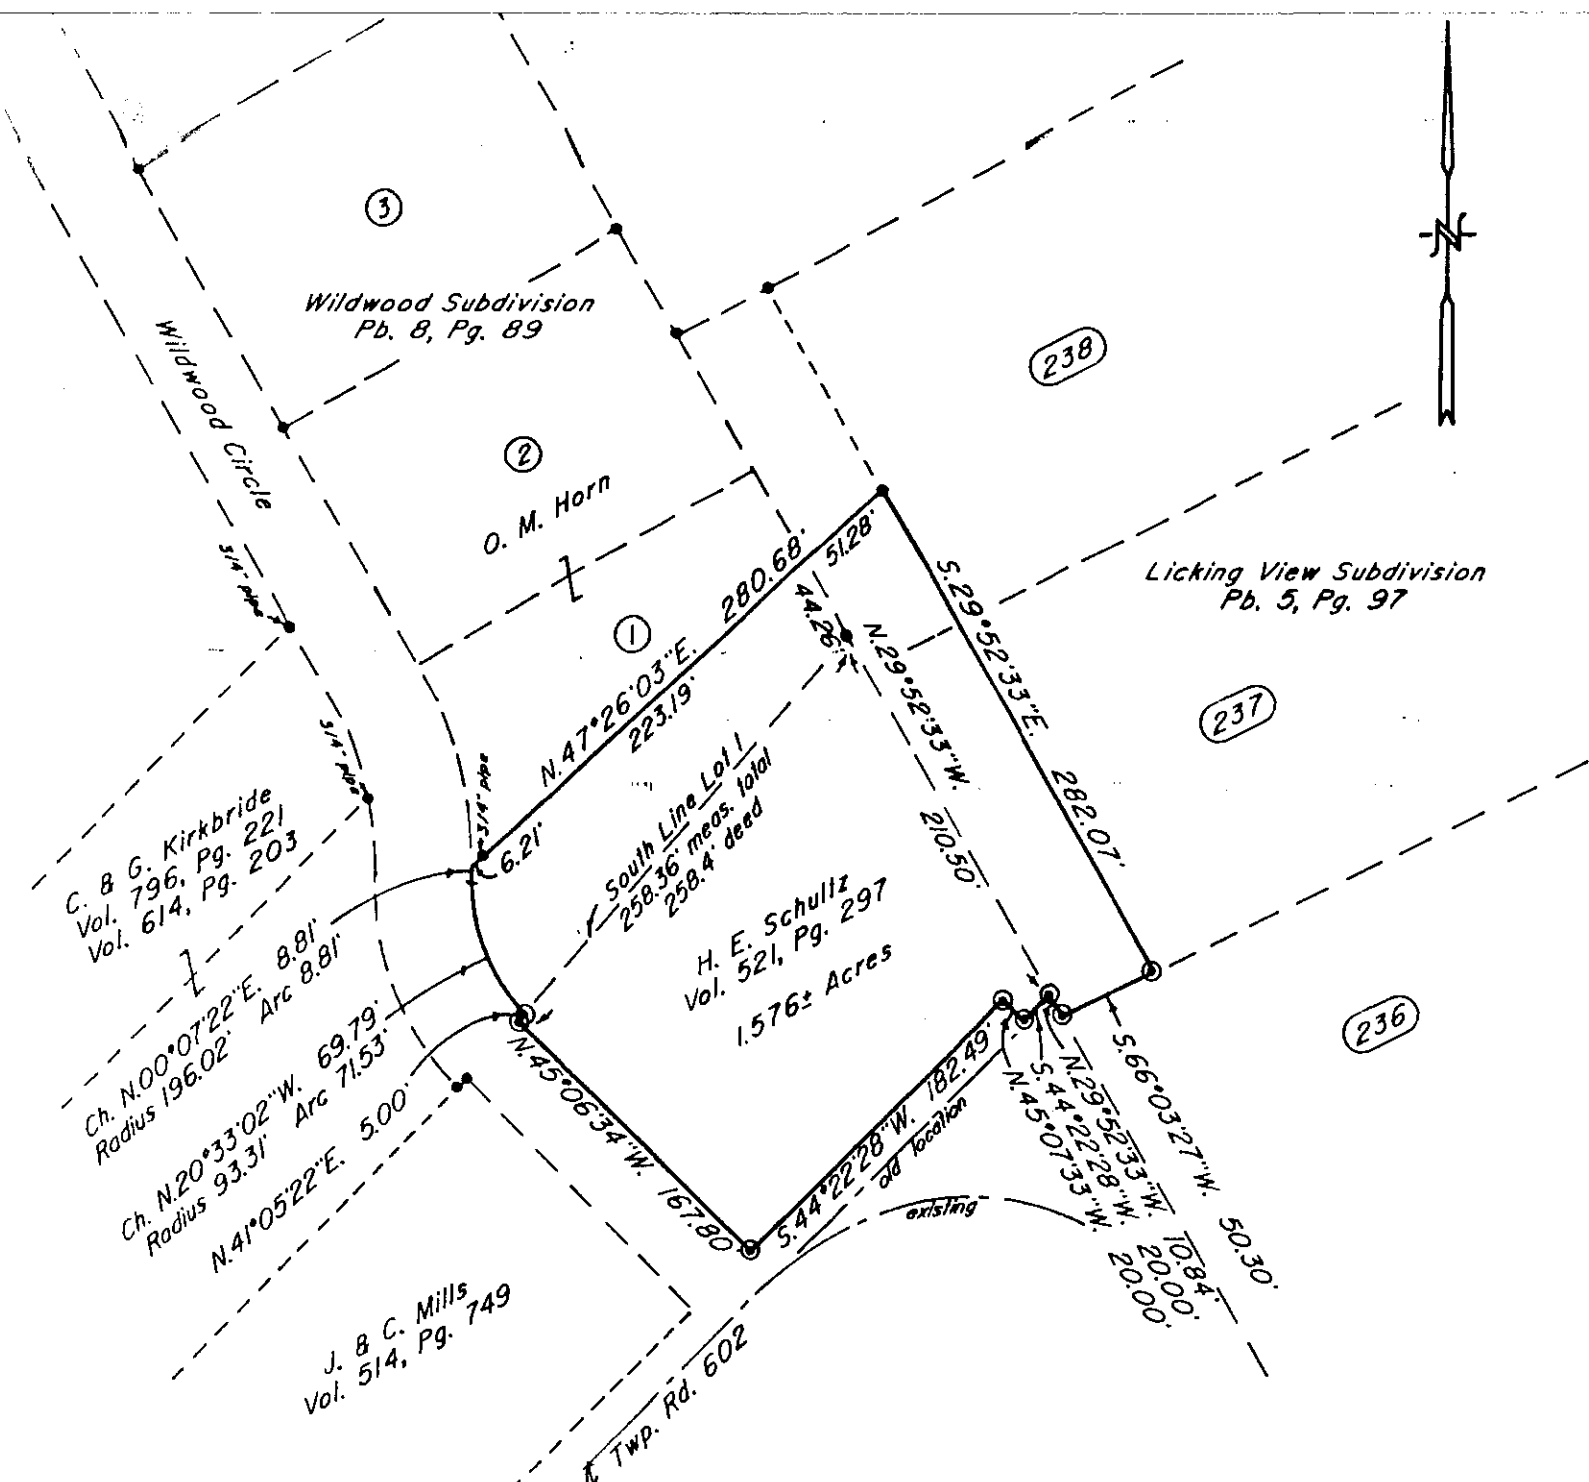 N
3
Wildwood Subdivision
Pb. 8, Pg. 89
238
Wildwood Circle
2
O. M. Horn
3/4" pipe
Licking View Subdivision
Pb. 5, Pg. 97
1
N.47°26'03"E. 280.68'
223.19'
51.28'
44.26'
S.29°52'33"E. 282.07'
N.29°52'33"W. 210.50'
237
3/4" pipe
3/4" pipe
6.21'
South Line Lot 1
258.36' meas. total
258.4' deed
C. & G. Kirkbride
Vol. 796, Pg. 221
Vol. 614, Pg. 203
H. E. Schultz
Vol. 521, Pg. 297
1.576± Acres
236
Ch. N.00°07'22"E. 8.81'
Radius 196.02' Arc 8.81'
Ch. N.20°33'02"W. 69.79'
Radius 93.31' Arc 71.53'
N.41°05'22"E. 5.00'
N.45°06'34"W. 167.80'
S.44°22'28"W. 182.49'
old location
existing
S.66°03'27"W. 50.30'
N.29°52'33"W. 10.84'
S.44°22'28"W. 20.00'
N.45°07'33"W. 20.00'
J. & C. Mills
Vol. 514, Pg. 749
Twp. Rd. 602